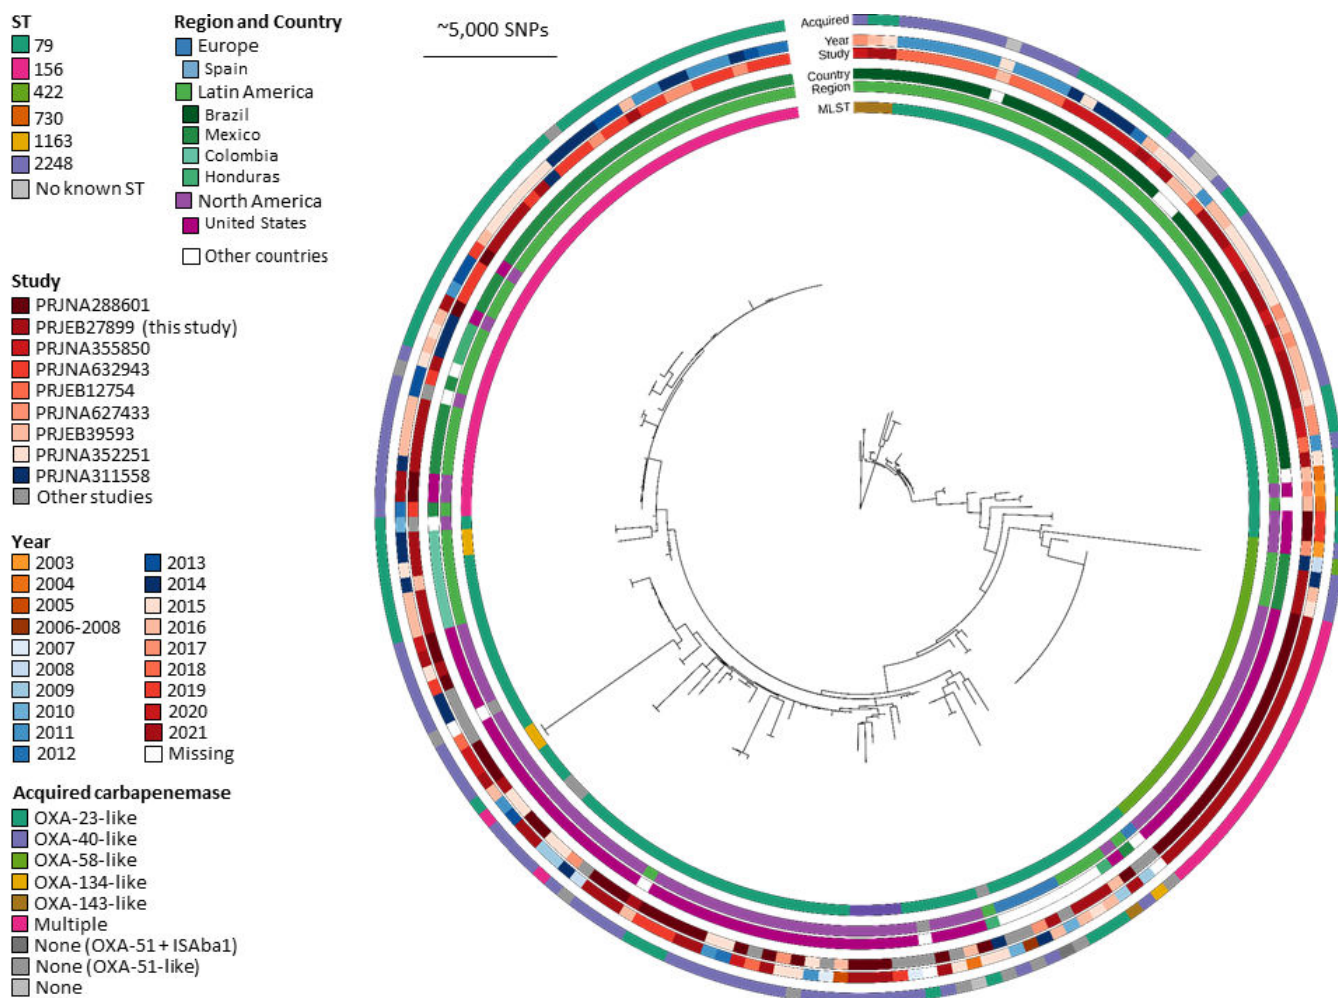 ST
79
156
422
730
1163
2248
No known ST
Region and Country
Europe
Spain
Latin America
Brazil
Mexico
Colombia
Honduras
North America
United States
Other countries
~5,000 SNPs
Acquired
Year
Study
Country
Region
MLST
Study
PRJNA288601
PRJEB27899 (this study)
PRJNA355850
PRJNA632943
PRJEB12754
PRJNA627433
PRJEB39593
PRJNA352251
PRJNA311558
Other studies
Year
2003
2004
2005
2006-2008
2007
2008
2009
2010
2011
2012
2013
2014
2015
2016
2017
2018
2019
2020
2021
Missing
Acquired carbapenemase
OXA-23-like
OXA-40-like
OXA-58-like
OXA-134-like
OXA-143-like
Multiple
None (OXA-51 + ISAba1)
None (OXA-51-like)
None